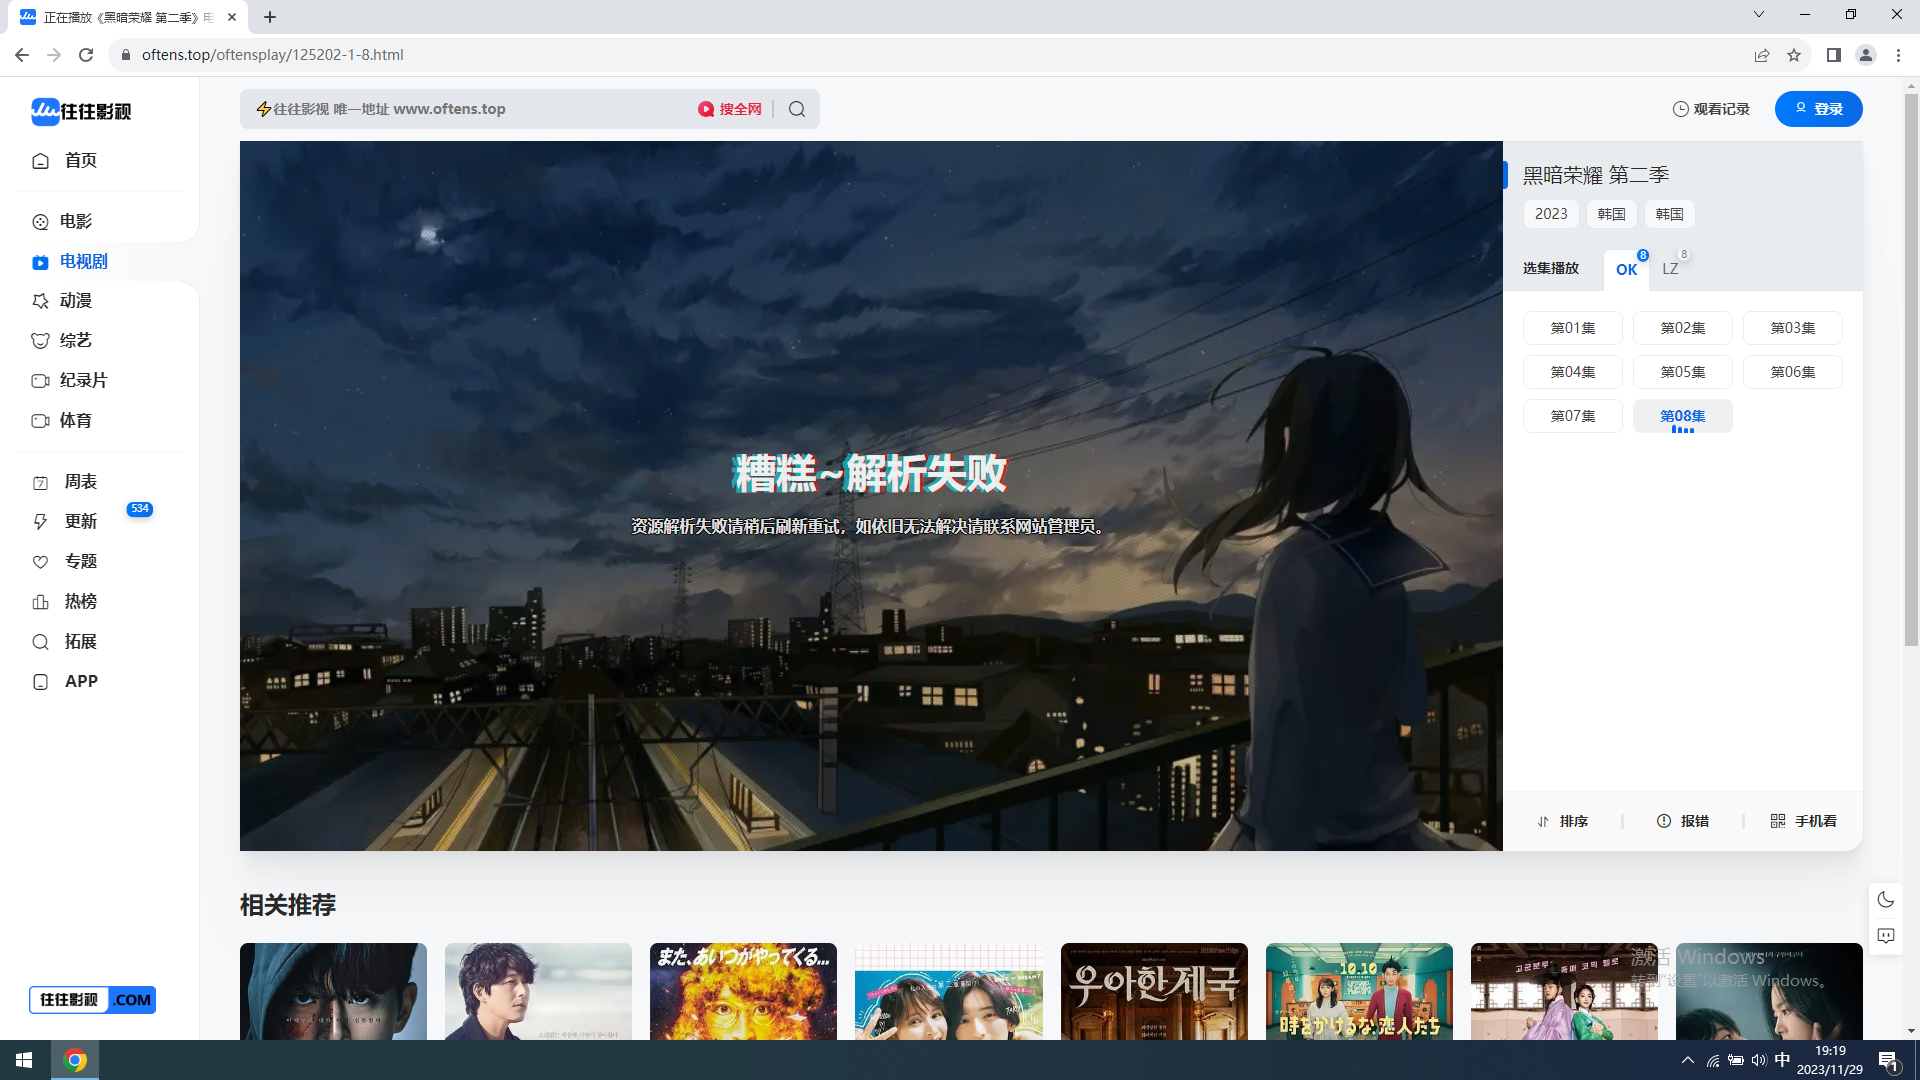 正在播放《黑暗荣耀 第二季》电
oftens.top/oftensplay/125202-1-8.html
往往影视
首页
电影
电视剧
动漫
综艺
纪录片
体育
周表
更新
534
专题
热榜
拓展
APP
往往影视 .COM
⚡往往影视 唯一地址 www.oftens.top
搜全网
观看记录
登录
糟糕~解析失败
资源解析失败请稍后刷新重试，如依旧无法解决请联系网站管理员。
黑暗荣耀 第二季
2023 韩国 韩国
选集播放 OK 8 LZ 8
第01集 第02集 第03集
第04集 第05集 第06集
第07集 第08集
排序 报错 手机看
相关推荐
また、あいつがやってくる...
우아한 제국
10.10
時をかけるな、恋人たち
激活 Windows
转到"设置"以激活 Windows。
中
19:19
2023/11/29
1